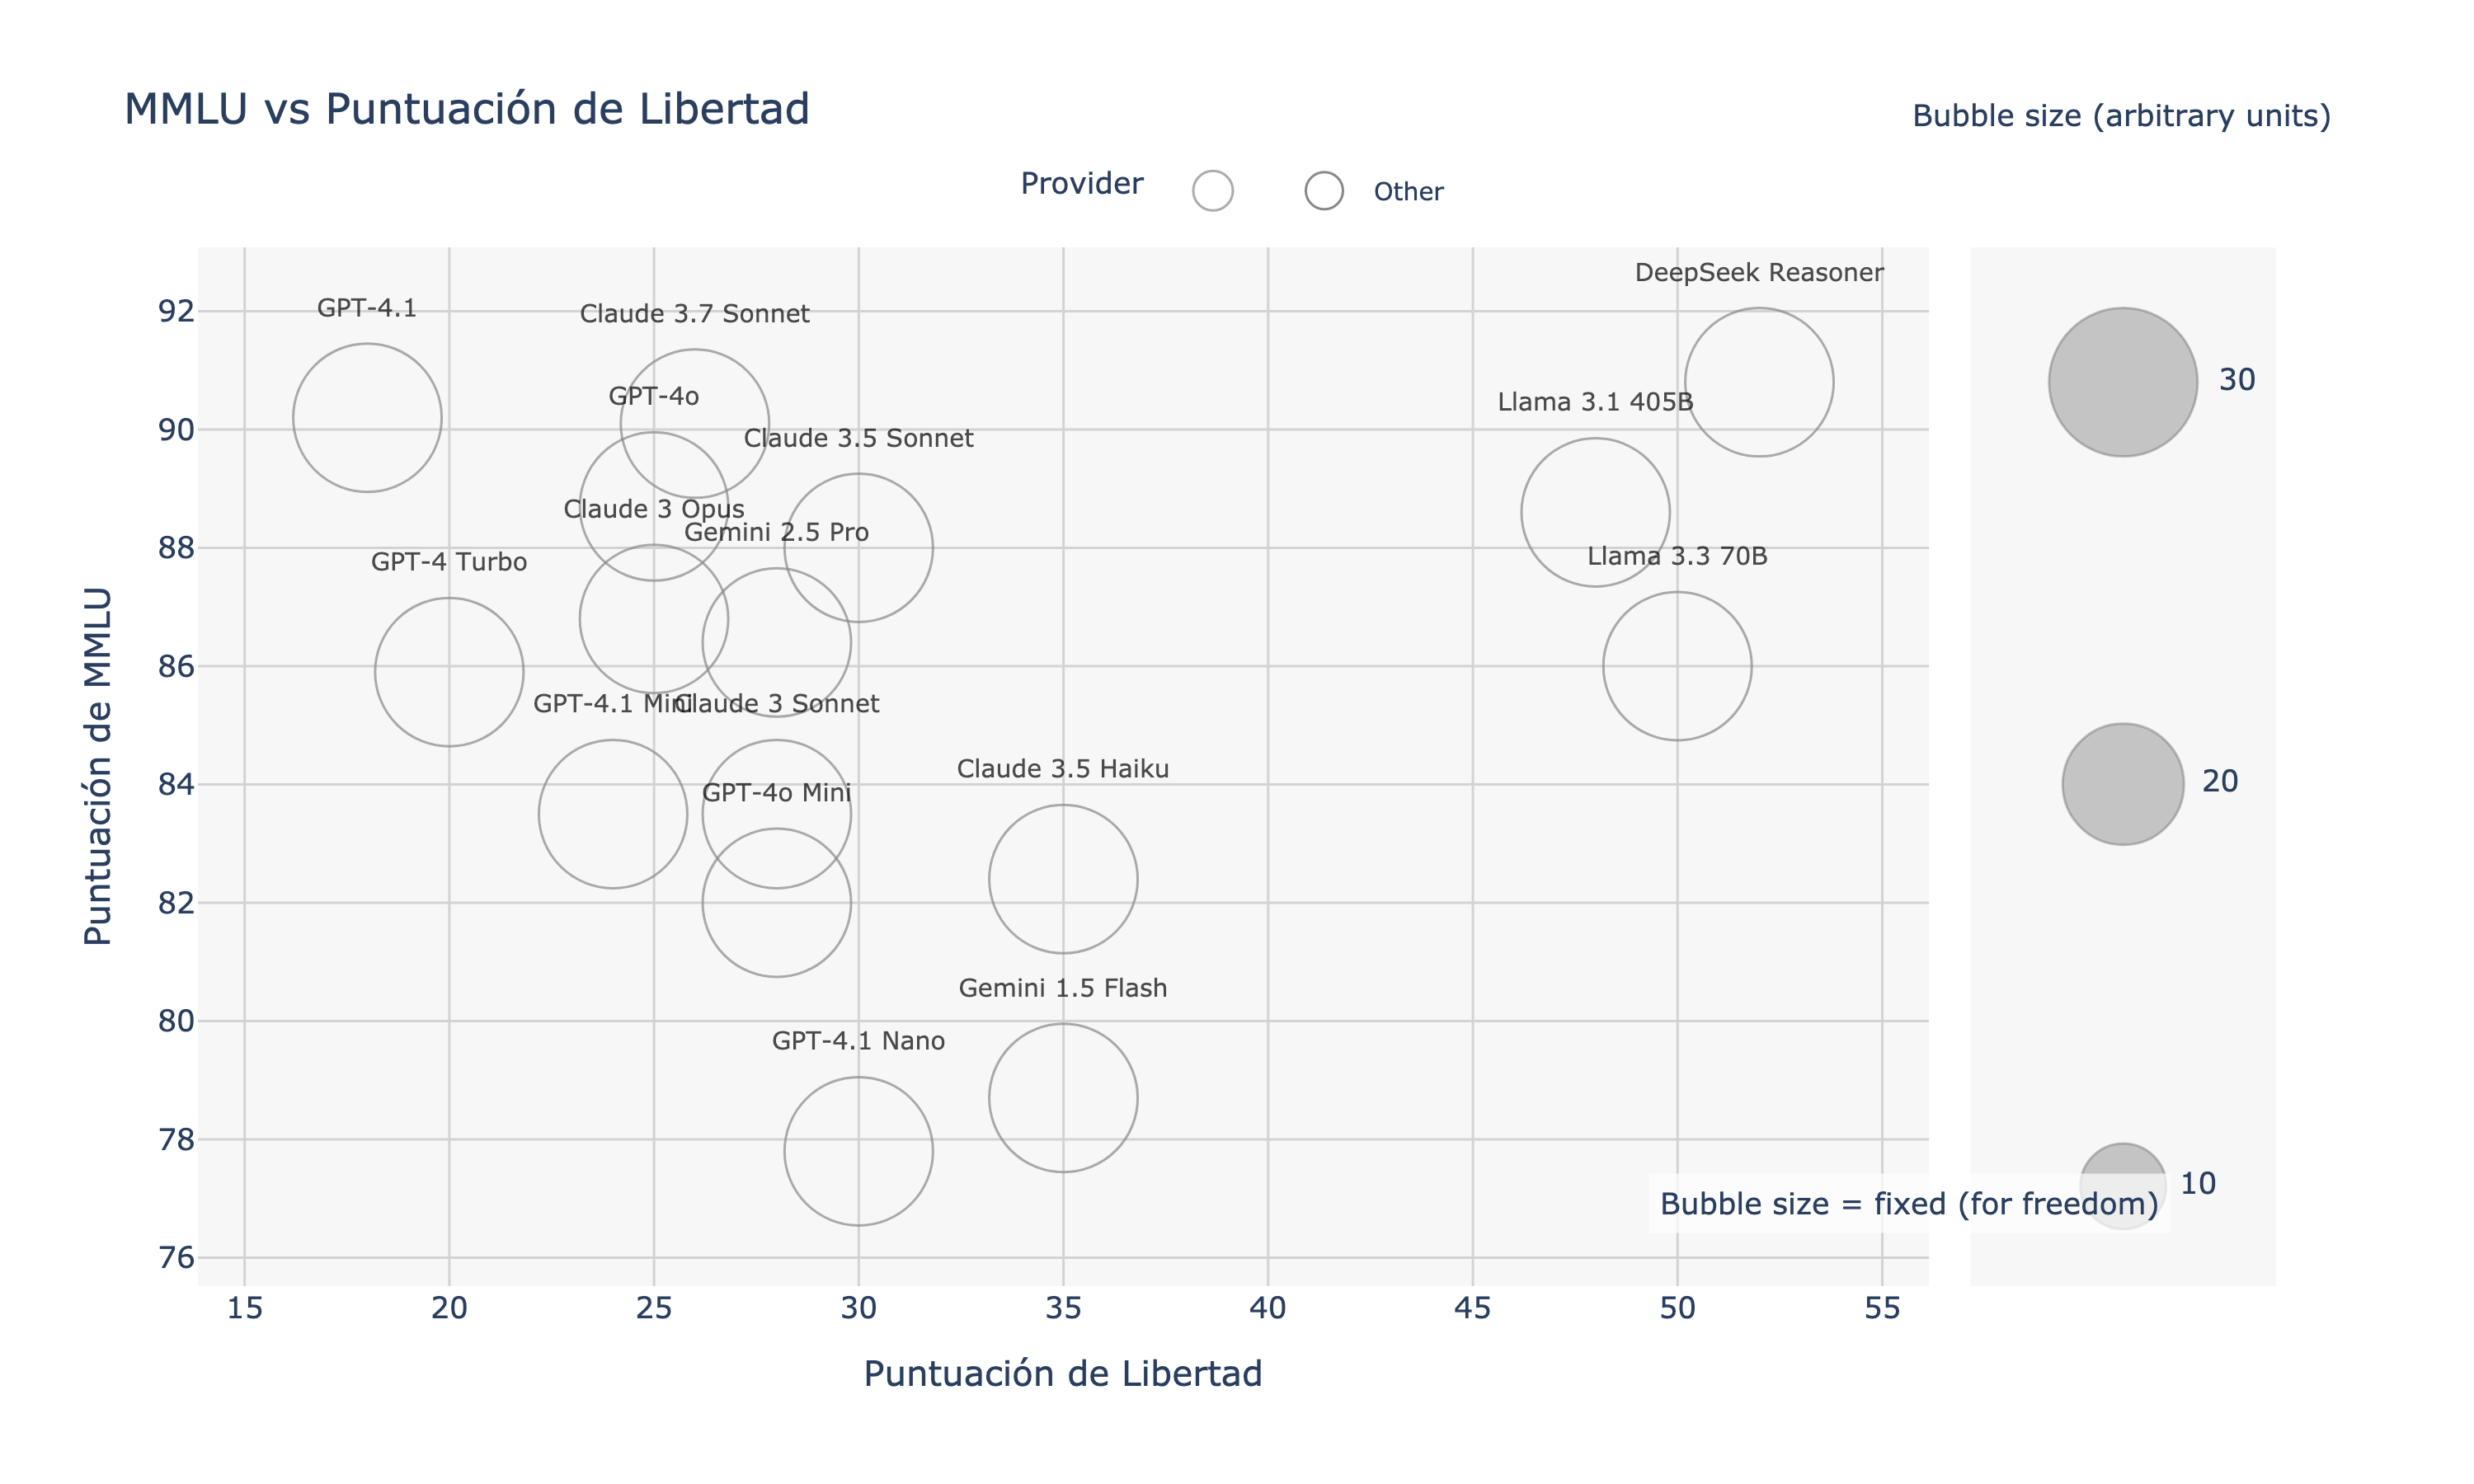 MMLU vs Puntuación de Libertad
Bubble size (arbitrary units)
Provider
Other
DeepSeek Reasoner
GPT-4.1
Claude 3.7 Sonnet
GPT-4o
Llama 3.1 405B
Claude 3.5 Sonnet
Claude 3 Opus
Gemini 2.5 Pro
Llama 3.3 70B
GPT-4 Turbo
GPT-4.1 Mini
Claude 3 Sonnet
Claude 3.5 Haiku
GPT-4o Mini
Gemini 1.5 Flash
GPT-4.1 Nano
92
90
88
86
84
82
80
78
76
Puntuación de MMLU
15
20
25
30
35
40
45
50
55
Puntuación de Libertad
30
20
10
Bubble size = fixed (for freedom)